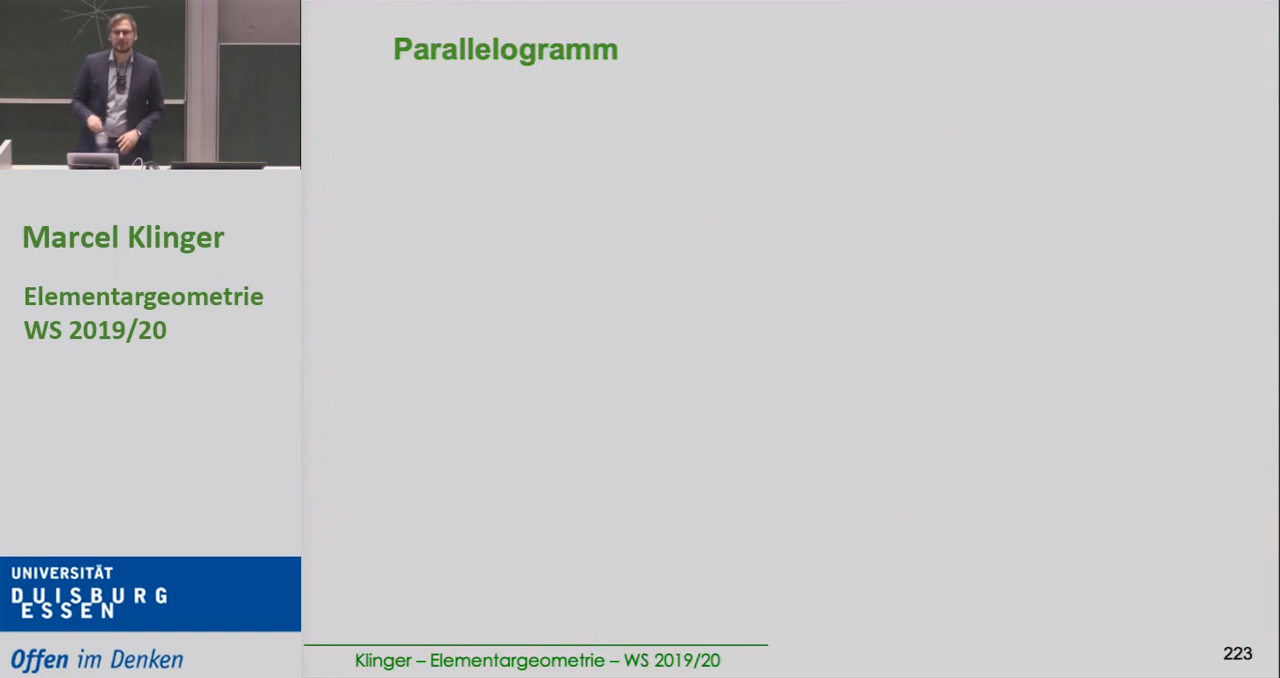 Parallelogramm
Marcel Klinger
Elementargeometrie
WS 2019/20
UNIVERSITÄT
DUISBURG
ESSEN
Offen im Denken
Klinger – Elementargeometrie – WS 2019/20
223